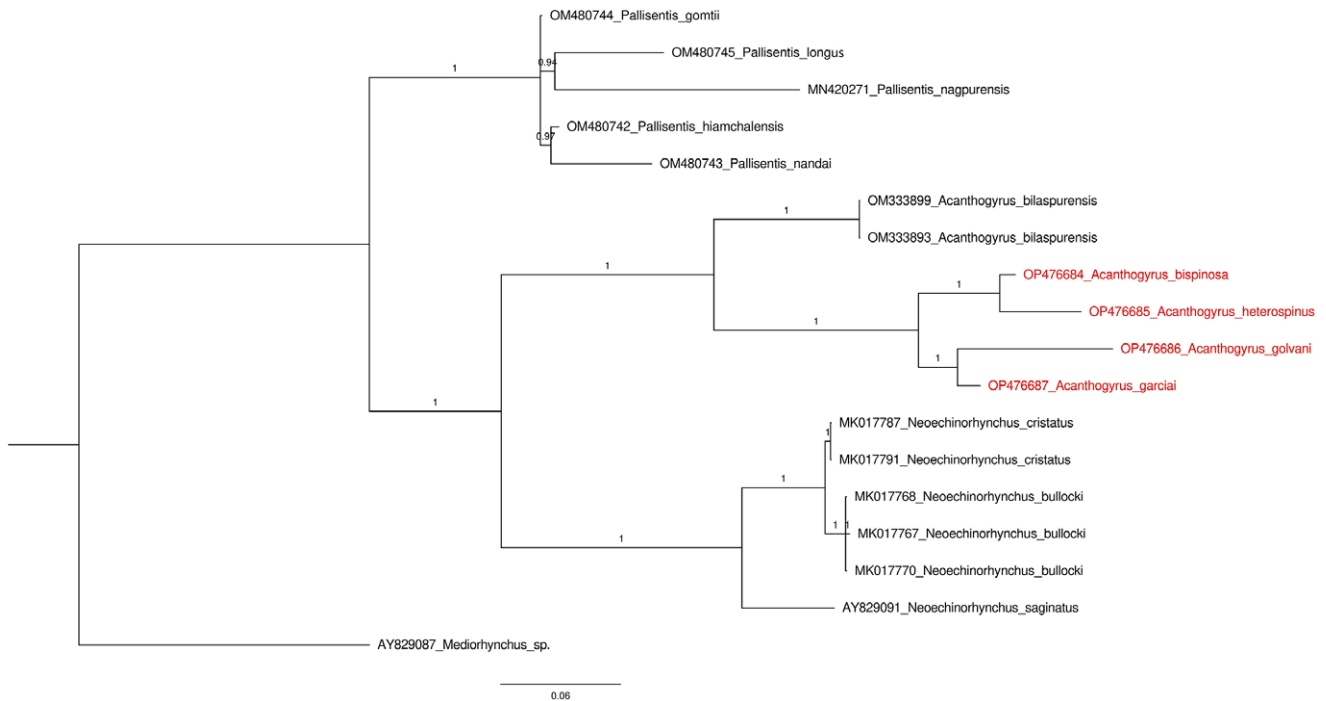 OM480744_Pallisentis_gomtii
OM480745_Pallisentis_longus
0.94
1
MN420271_Pallisentis_nagpurensis
OM480742_Pallisentis_hiamchalensis
0.97
OM480743_Pallisentis_nandai
OM333899_Acanthogyrus_bilaspurensis
1
OM333893_Acanthogyrus_bilaspurensis
1
OP476684_Acanthogyrus_bispinosa
1
OP476685_Acanthogyrus_heterospinus
1
OP476686_Acanthogyrus_golvani
1
OP476687_Acanthogyrus_garciai
1
MK017787_Neoechinorhynchus_cristatus
1
MK017791_Neoechinorhynchus_cristatus
1
MK017768_Neoechinorhynchus_bullocki
1 1
MK017767_Neoechinorhynchus_bullocki
1
MK017770_Neoechinorhynchus_bullocki
AY829091_Neoechinorhynchus_saginatus
AY829087_Mediorhynchus_sp.
0.06